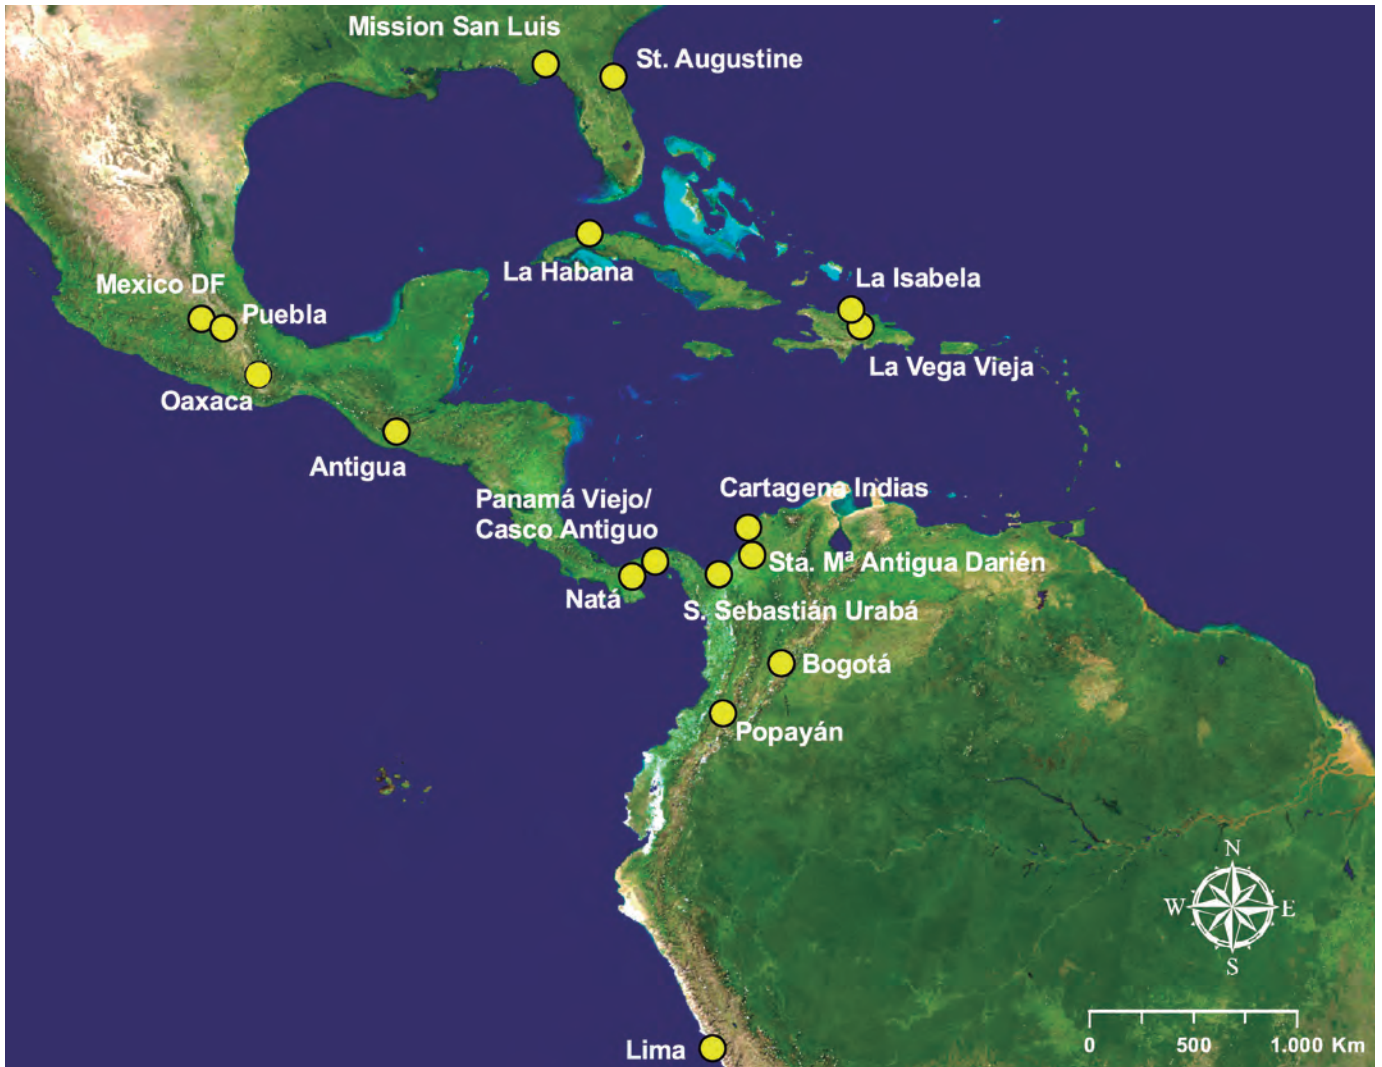 Mission San Luis
St. Augustine
La Habana
La Isabela
Mexico DF
Puebla
La Vega Vieja
Oaxaca
Antigua
Cartagena Indias
Panamá Viejo/
Casco Antiguo
Sta. Mª Antigua Darién
Natá
S. Sebastián Urabá
Bogotá
Popayán
N
W E
S
0 500 1.000 Km
Lima